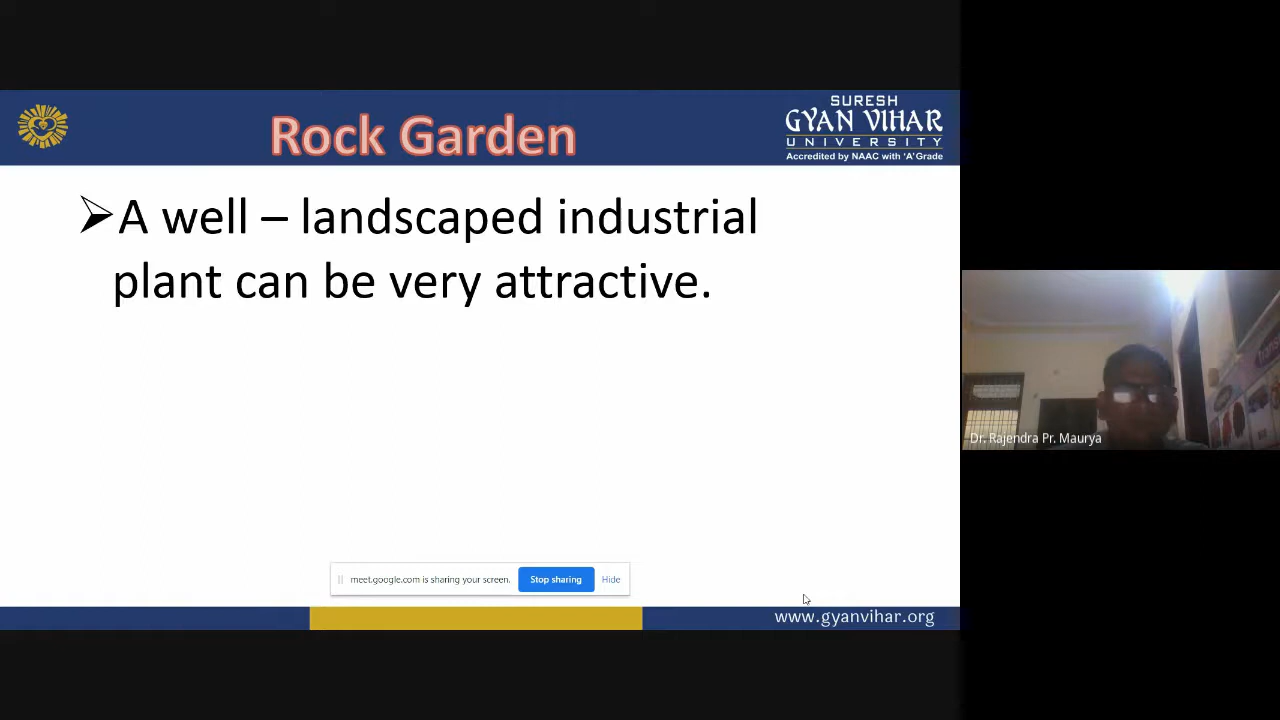 Rock Garden
SURESH
GYAN VIHAR
UNIVERSITY
Accredited by NAAC with 'A' Grade
➢A well – landscaped industrial
plant can be very attractive.
Dr. Rajendra Pr. Maurya
meet.google.com is sharing your screen. Stop sharing Hide
www.gyanvihar.org